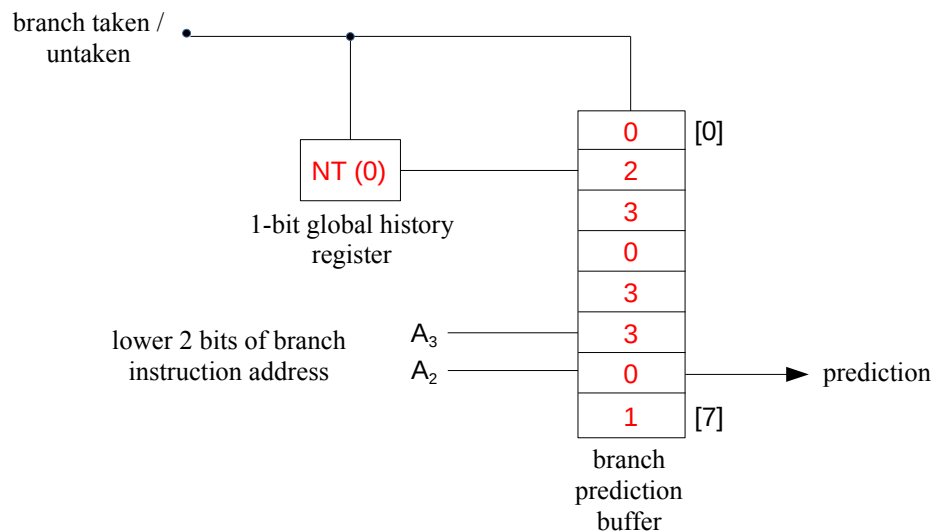 branch taken /
untaken
0 [0]
NT (0) 2
3
1-bit global history
register
0
3
lower 2 bits of branch
instruction address
A3 3
A2 0 prediction
1 [7]
branch
prediction
buffer